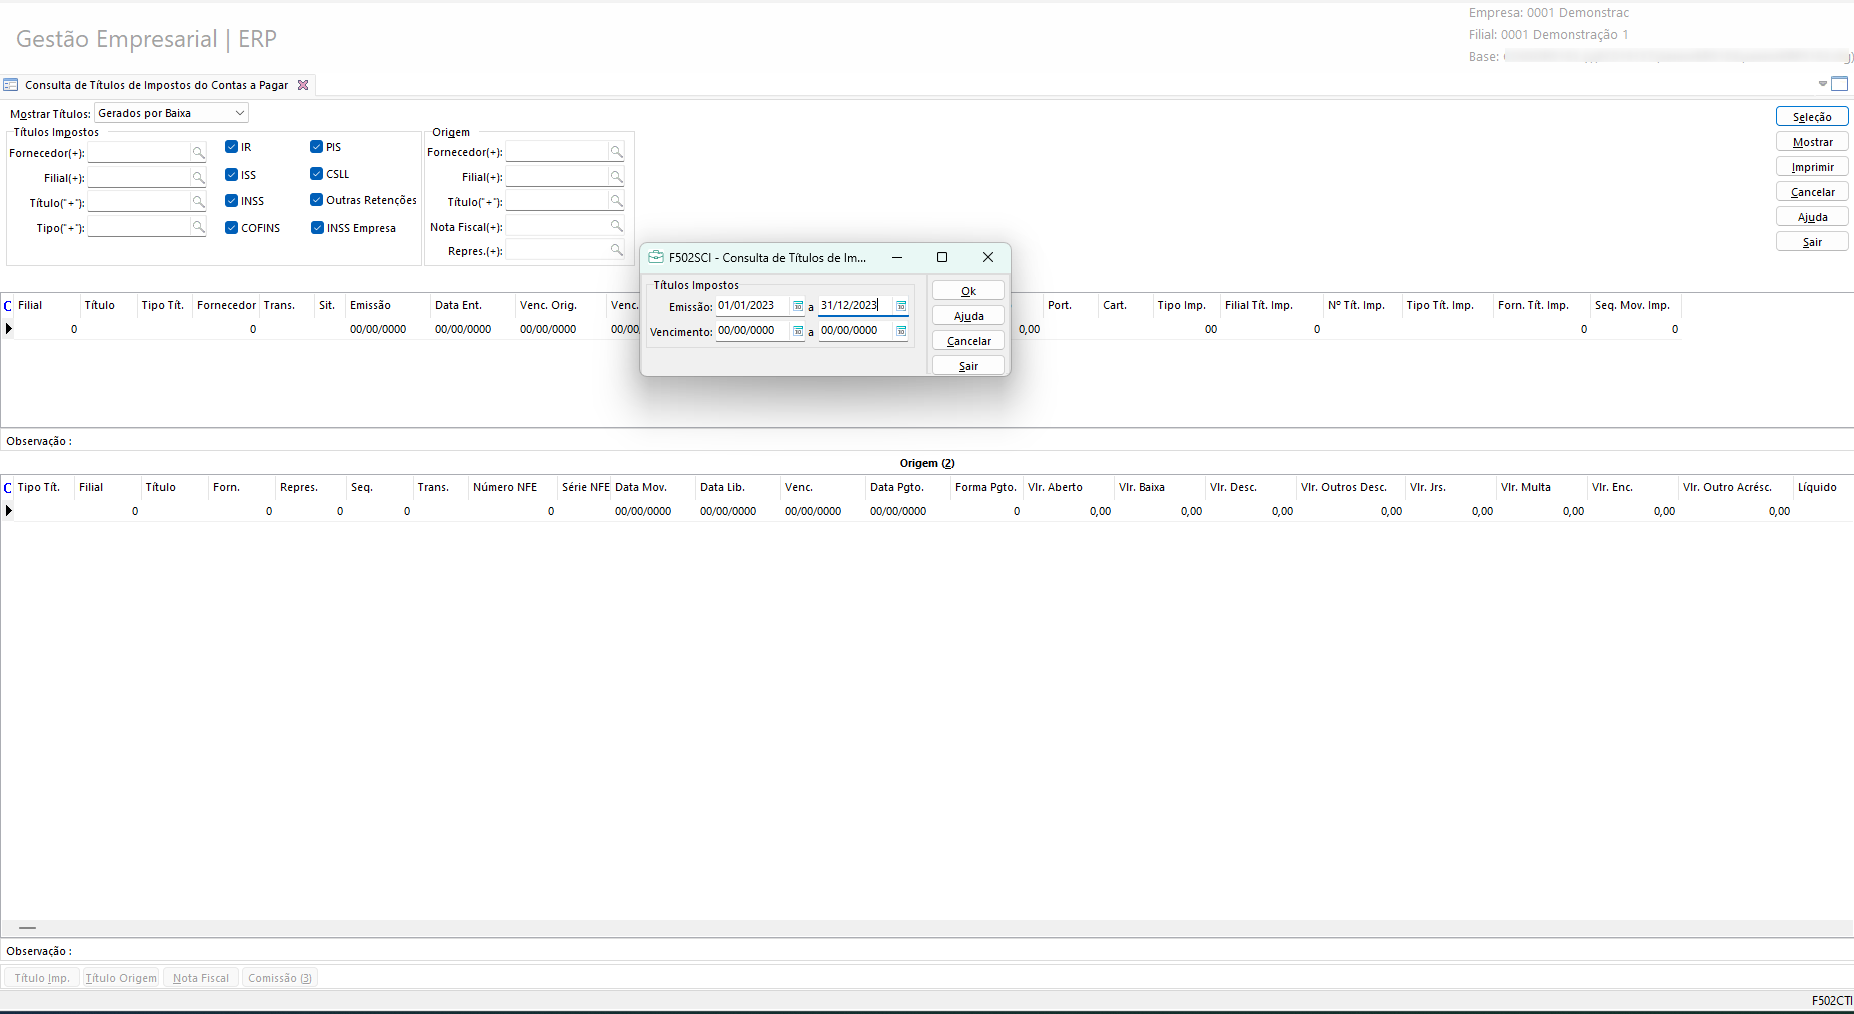 Gestão Empresarial | ERP
Empresa: 0001 Demonstrac
Filial: 0001 Demonstração 1
Base:
Consulta de Títulos de Impostos do Contas a Pagar
Mostrar Títulos: Gerados por Baixa
Títulos Impostos
Fornecedor(+):
Filial(+):
Título("+"):
Tipo("+"):
IR
ISS
INSS
COFINS
PIS
CSLL
Outras Retenções
INSS Empresa
Origem
Fornecedor(+):
Filial(+):
Título("+"):
Nota Fiscal(+):
Repres.(+):
Seleção
Mostrar
Imprimir
Cancelar
Ajuda
Sair
F502SCI - Consulta de Títulos de Im...
Títulos Impostos
Emissão: 01/01/2023 a 31/12/2023
Vencimento: 00/00/0000 a 00/00/0000
Ok
Ajuda
Cancelar
Sair
C Filial Título Tipo Tít. Fornecedor Trans. Sit. Emissão Data Ent. Venc. Orig. Venc. Port. Cart. Tipo Imp. Filial Tít. Imp. Nº Tít. Imp. Tipo Tít. Imp. Forn. Tít. Imp. Seq. Mov. Imp.
0 0 00/00/0000 00/00/0000 00/00/0000 00/00 0,00 00 0 0 0
Observação :
Origem (2)
C Tipo Tít. Filial Título Forn. Repres. Seq. Trans. Número NFE Série NFE Data Mov. Data Lib. Venc. Data Pgto. Forma Pgto. Vlr. Aberto Vlr. Baixa Vlr. Desc. Vlr. Outros Desc. Vlr. Jrs. Vlr. Multa Vlr. Enc. Vlr. Outro Acrésc. Líquido
0 0 0 0 0 00/00/0000 00/00/0000 00/00/0000 00/00/0000 0 0,00 0,00 0,00 0,00 0,00 0,00 0,00 0,00
Observação :
Título Imp. Título Origem Nota Fiscal Comissão (3)
F502CTI